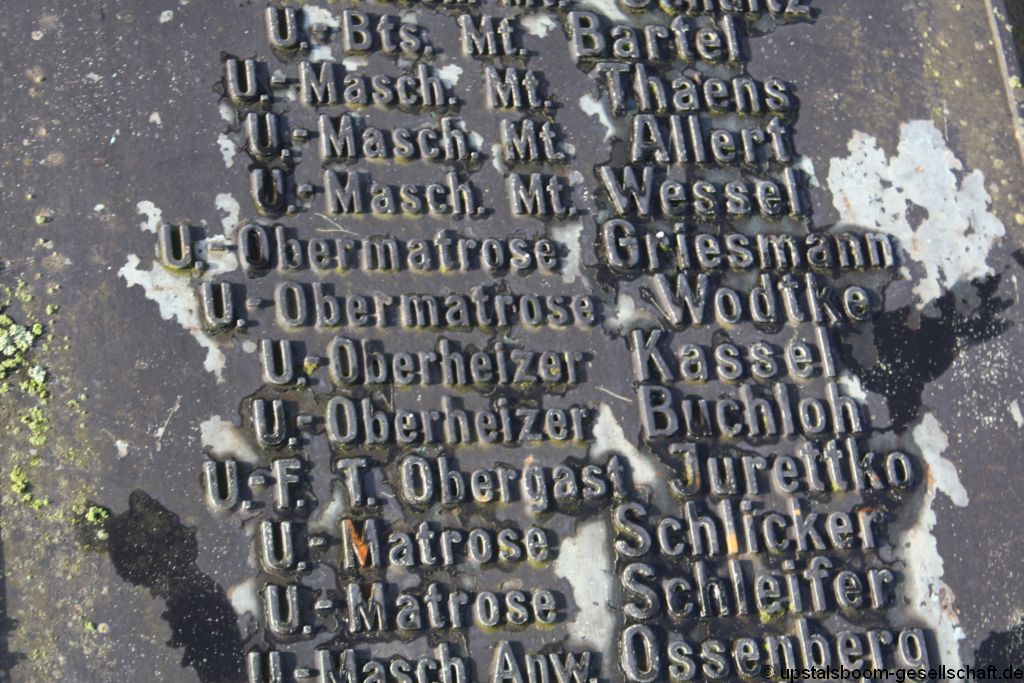 U.-Bts. Mt. Bartel
U.-Masch. Mt. Thaens
U.-Masch. Mt. Allert
U.-Masch. Mt. Wessel
U.-Obermatrose Griesmann
U.-Obermatrose Wodtke
U.-Oberheizer Kassel
U.-Oberheizer Buchloh
U.-F.T. Obergast Jurettko
U.-Matrose Schlicker
U.-Matrose Schleifer
U.-Masch. Anw. Ossenberg
© upstalsboom-gesellschaft.de